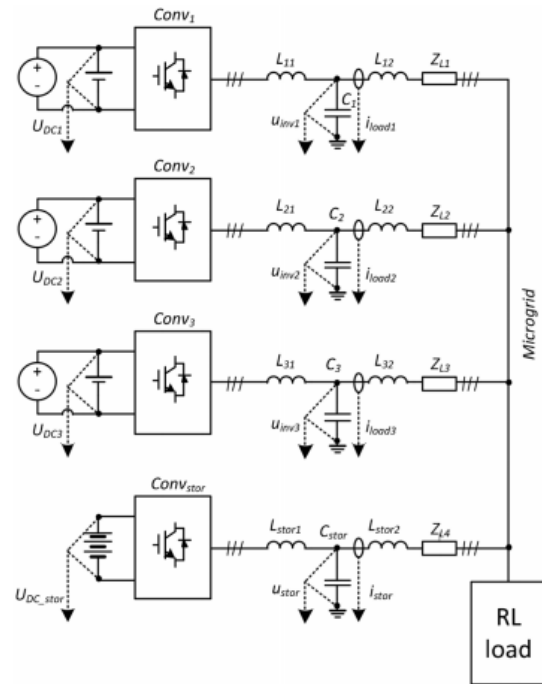 Conv1
L11
L12
ZL1
C1
+
-
UDC1
uinv1
iload1
Conv2
L21
C2
L22
ZL2
+
-
UDC2
uinv2
iload2
Microgrid
Conv3
L31
C3
L32
ZL3
+
-
UDC3
uinv3
iload3
Convstor
Lstor1
Cstor
Lstor2
ZL4
UDC_stor
ustor
istor
RL
load